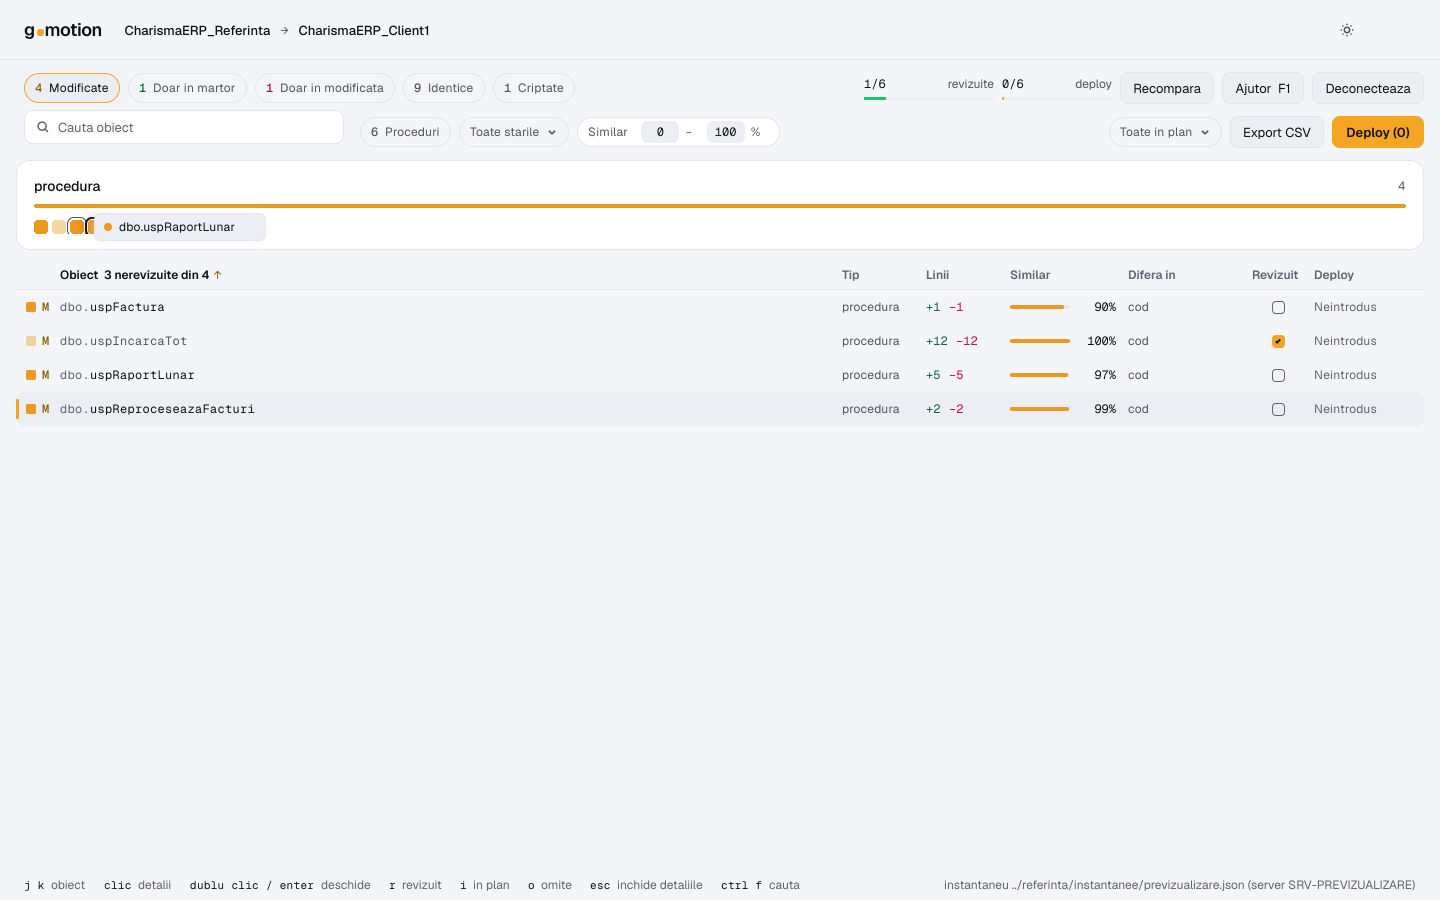 gomotion CharismaERP_Referinta → CharismaERP_Client1
4 Modificate 1 Doar in martor 1 Doar in modificata 9 Identice 1 Criptate 1/6 revizuite 0/6 deploy Recompara Ajutor F1 Deconecteaza
Cauta obiect 6 Proceduri Toate starile Similar 0 - 100 % Toate in plan Export CSV Deploy (0)
procedura 4
dbo.uspRaportLunar
Obiect 3 nerevizuite din 4 ↑ Tip Linii Similar Difera in Revizuit Deploy
M dbo.uspFactura procedura +1 -1 90% cod Neintrodus
M dbo.uspIncarcaTot procedura +12 -12 100% cod Neintrodus
M dbo.uspRaportLunar procedura +5 -5 97% cod Neintrodus
M dbo.uspReproceseazaFacturi procedura +2 -2 99% cod Neintrodus
j k obiect clic detalii dublu clic / enter deschide r revizuit i in plan o omite esc inchide detaliile ctrl f cauta instantaneu ../referinta/instantanee/previzualizare.json (server SRV-PREVIZUALIZARE)